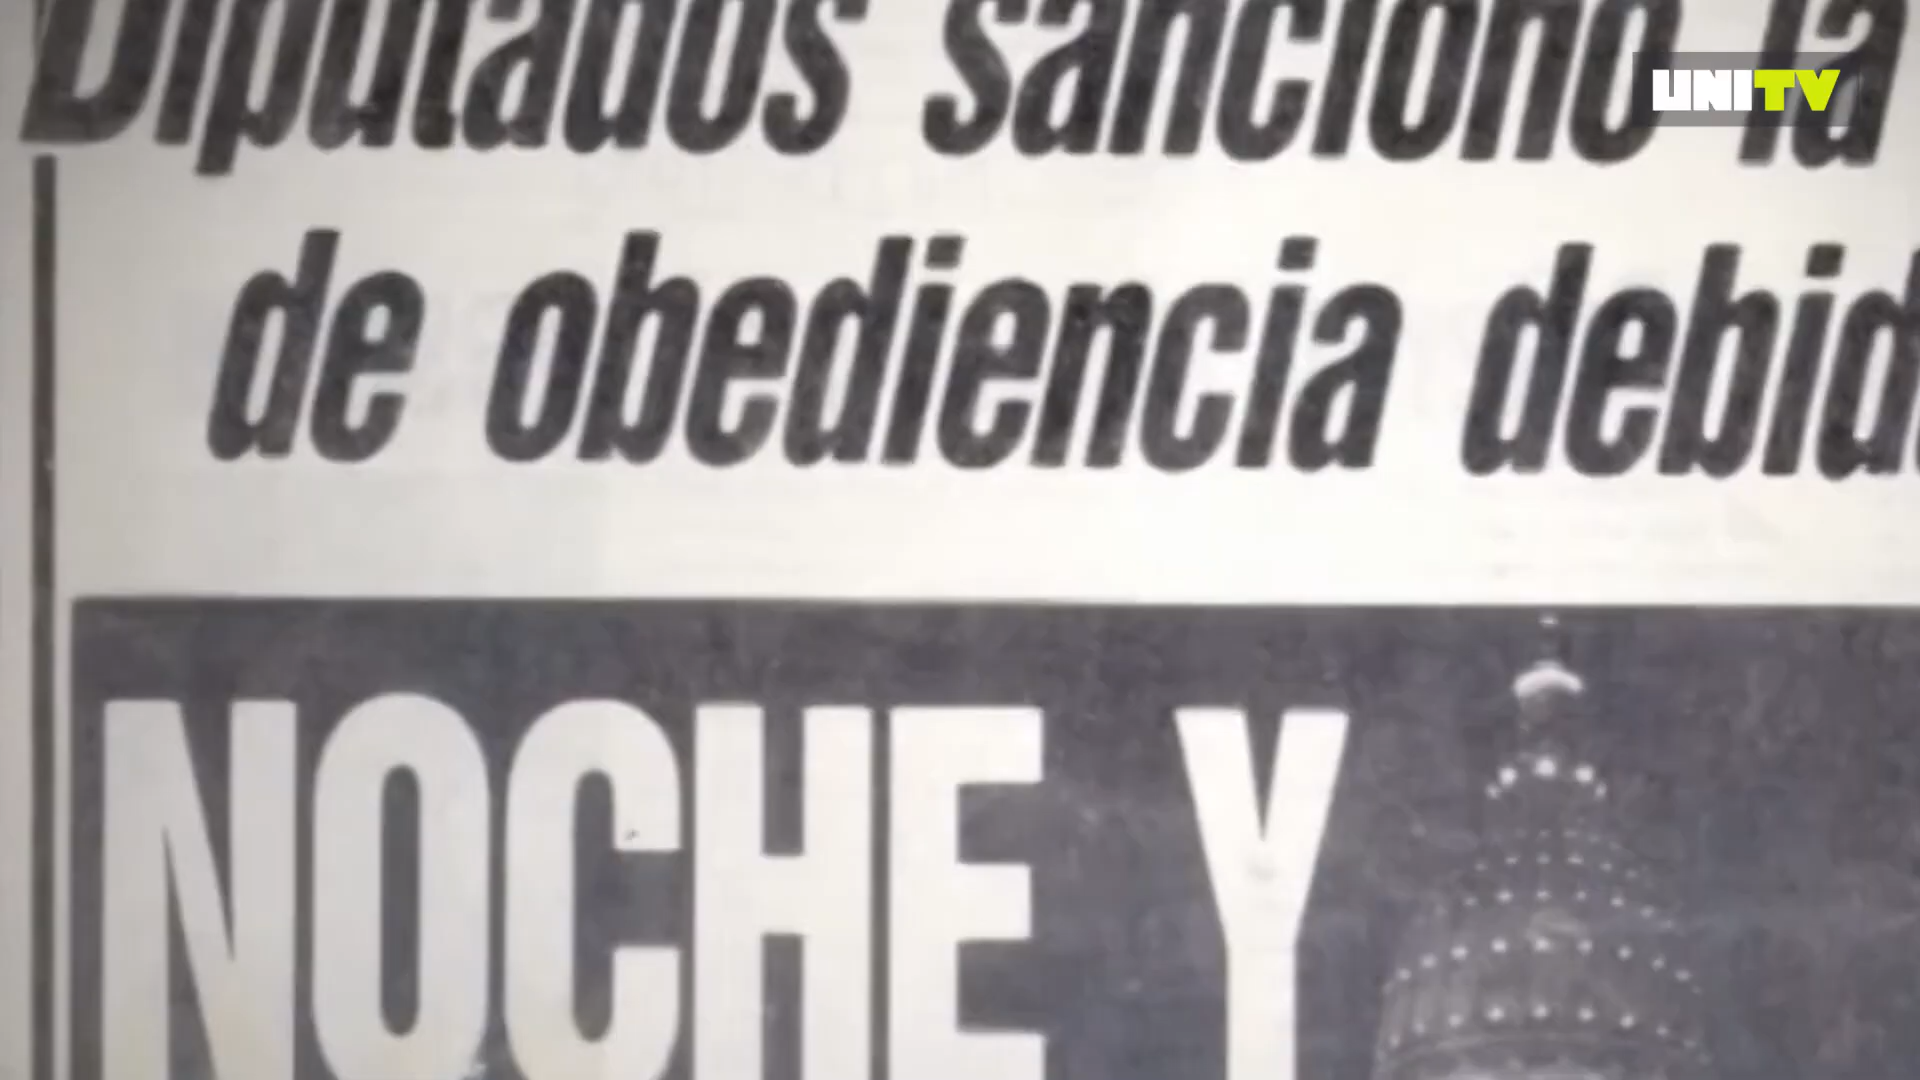 Diputados sancionó la
UNITV
de obediencia debid
NOCHE Y